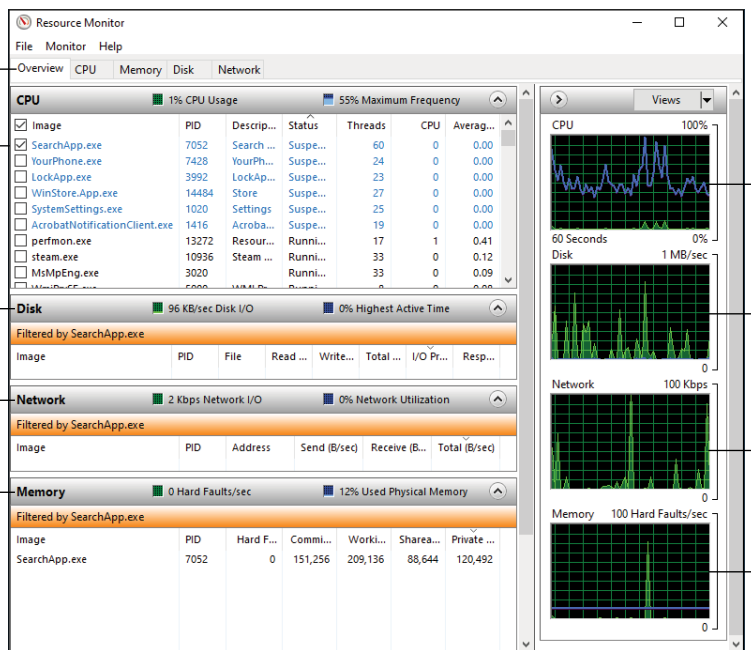 Resource Monitor
File Monitor Help
Overview CPU Memory Disk Network
CPU 1% CPU Usage 55% Maximum Frequency
Image PID Descrip... Status Threads CPU Averag...
SearchApp.exe 7052 Search ... Suspe... 60 0 0.00
YourPhone.exe 7428 YourPh... Suspe... 24 0 0.00
LockApp.exe 3992 LockAp... Suspe... 23 0 0.00
WinStore.App.exe 14484 Store Suspe... 27 0 0.00
SystemSettings.exe 1020 Settings Suspe... 25 0 0.00
AcrobatNotificationClient.exe 1416 Acroba... Suspe... 19 0 0.00
perfmon.exe 13272 Resour... Runni... 17 1 0.41
steam.exe 10936 Steam ... Runni... 33 0 0.12
MsMpEng.exe 3020 Runni... 33 0 0.09
Disk 96 KB/sec Disk I/O 0% Highest Active Time
Filtered by SearchApp.exe
Image PID File Read ... Write... Total ... I/O Pr... Resp...
Network 2 Kbps Network I/O 0% Network Utilization
Filtered by SearchApp.exe
Image PID Address Send (B/sec) Receive (B... Total (B/sec)
Memory 0 Hard Faults/sec 12% Used Physical Memory
Filtered by SearchApp.exe
Image PID Hard F... Commi... Worki... Sharea... Private ...
SearchApp.exe 7052 0 151,256 209,136 88,644 120,492
Views
CPU 100%
60 Seconds 0%
Disk 1 MB/sec
0
Network 100 Kbps
0
Memory 100 Hard Faults/sec
0